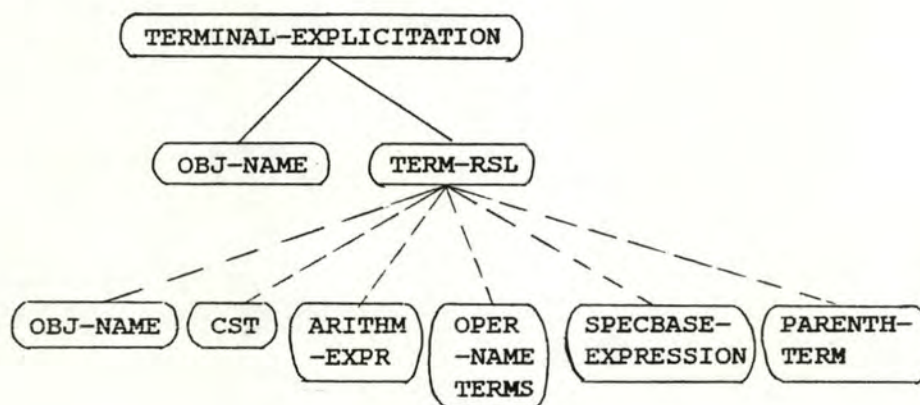 TERMINAL-EXPLICITATION
OBJ-NAME
TERM-RSL
OBJ-NAME
CST
ARITHM
-EXPR
OPER
-NAME
TERMS
SPECBASE-
EXPRESSION
PARENTH-
TERM